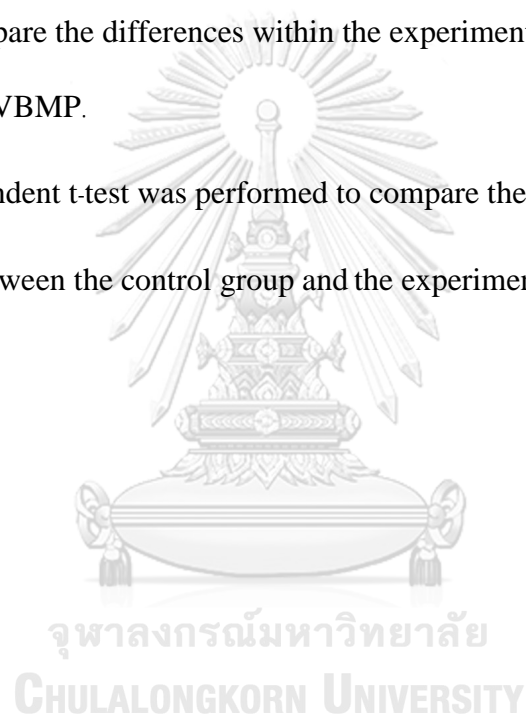 pare the differences within the experiment
VBMP.
ndent t-test was performed to compare the
ween the control group and the experimen
จุฬาลงกรณ์มหาวิทยาลัย
CHULALONGKORN UNIVERSITY